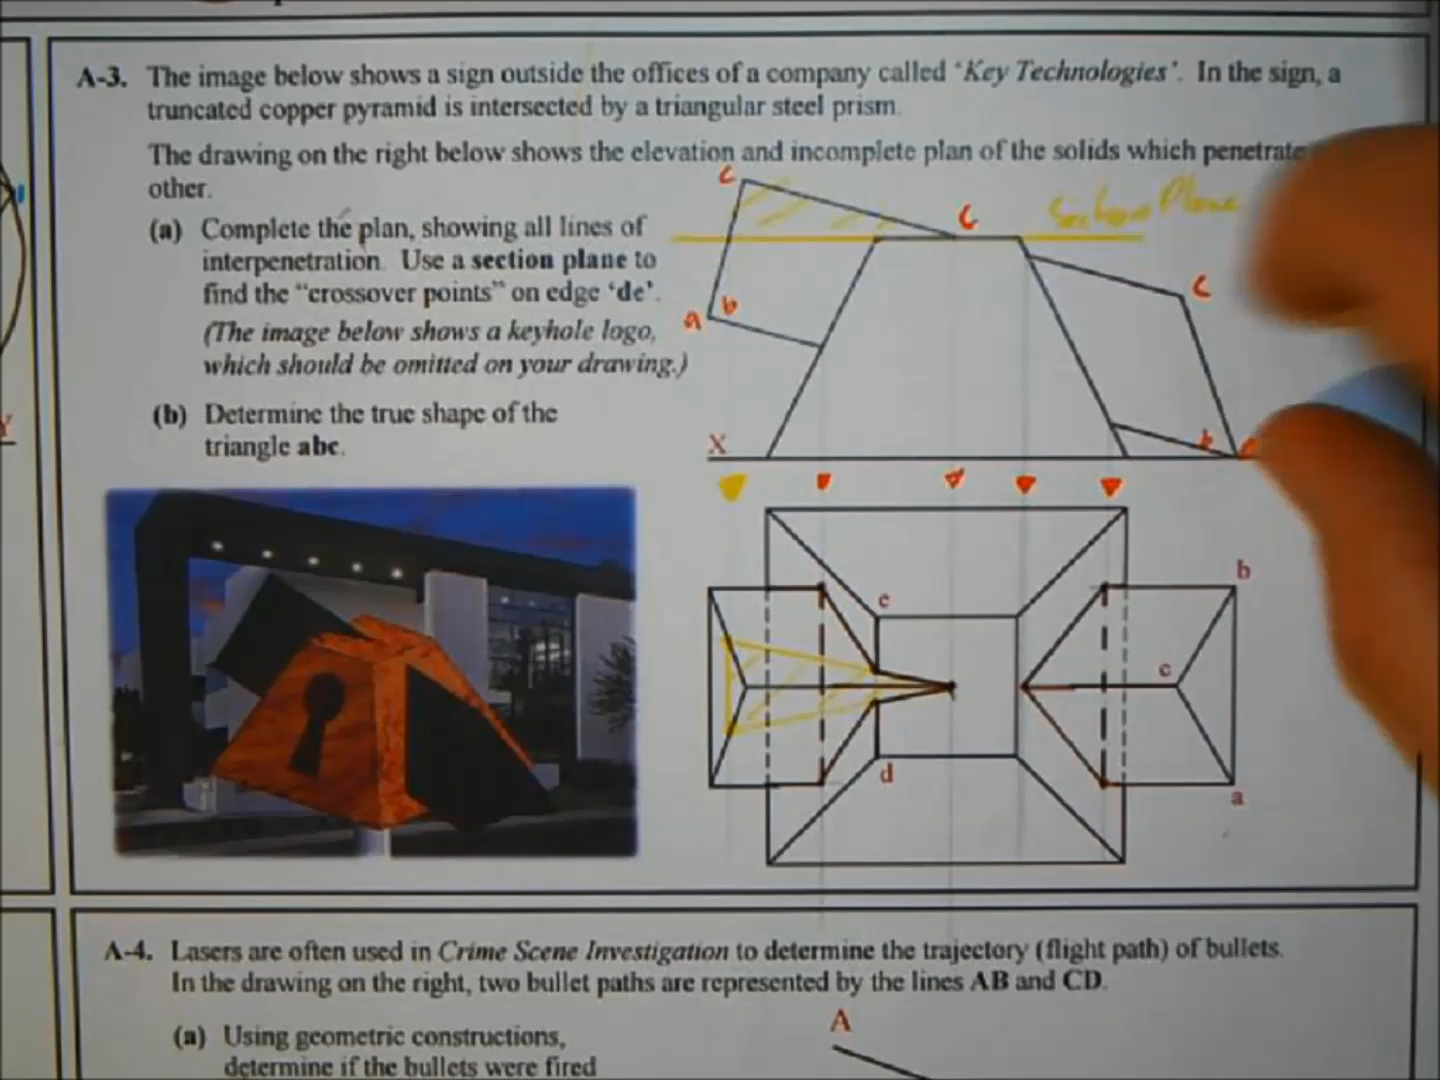 A-3. The image below shows a sign outside the offices of a company called 'Key Technologies'. In the sign, a
truncated copper pyramid is intersected by a triangular steel prism.
The drawing on the right below shows the elevation and incomplete plan of the solids which penetrate
other.
(a) Complete the plan, showing all lines of
interpenetration. Use a section plane to
find the "crossover points" on edge 'de'.
(The image below shows a keyhole logo,
which should be omitted on your drawing.)
(b) Determine the true shape of the
triangle abc.
c
c
Section Plane
c
a b
b
X
Y
e
b
c
d
a
A-4. Lasers are often used in Crime Scene Investigation to determine the trajectory (flight path) of bullets.
In the drawing on the right, two bullet paths are represented by the lines AB and CD.
(a) Using geometric constructions,
determine if the bullets were fired
A